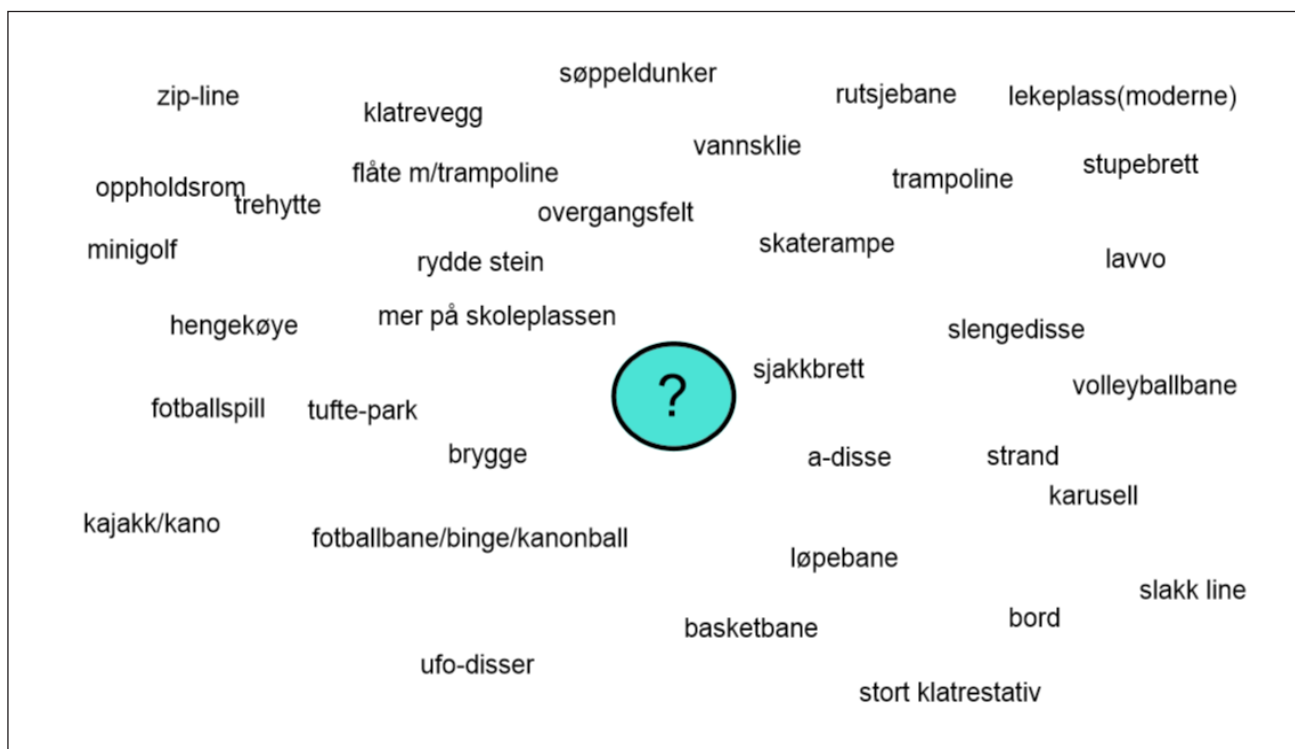 søppeldunker
zip-line
rutsjebane
lekeplass(moderne)
klatrevegg
vannsklie
flåte m/trampoline
stupebrett
trampoline
oppholdsrom
trehytte
overgangsfelt
minigolf
skaterampe
rydde stein
lavvo
hengekøye
mer på skoleplassen
slengedisse
sjakkbrett
volleyballbane
?
fotballspill
tufte-park
brygge
a-disse
strand
karusell
kajakk/kano
fotballbane/binge/kanonball
løpebane
slakk line
basketbane
bord
ufo-disser
stort klatrestativ